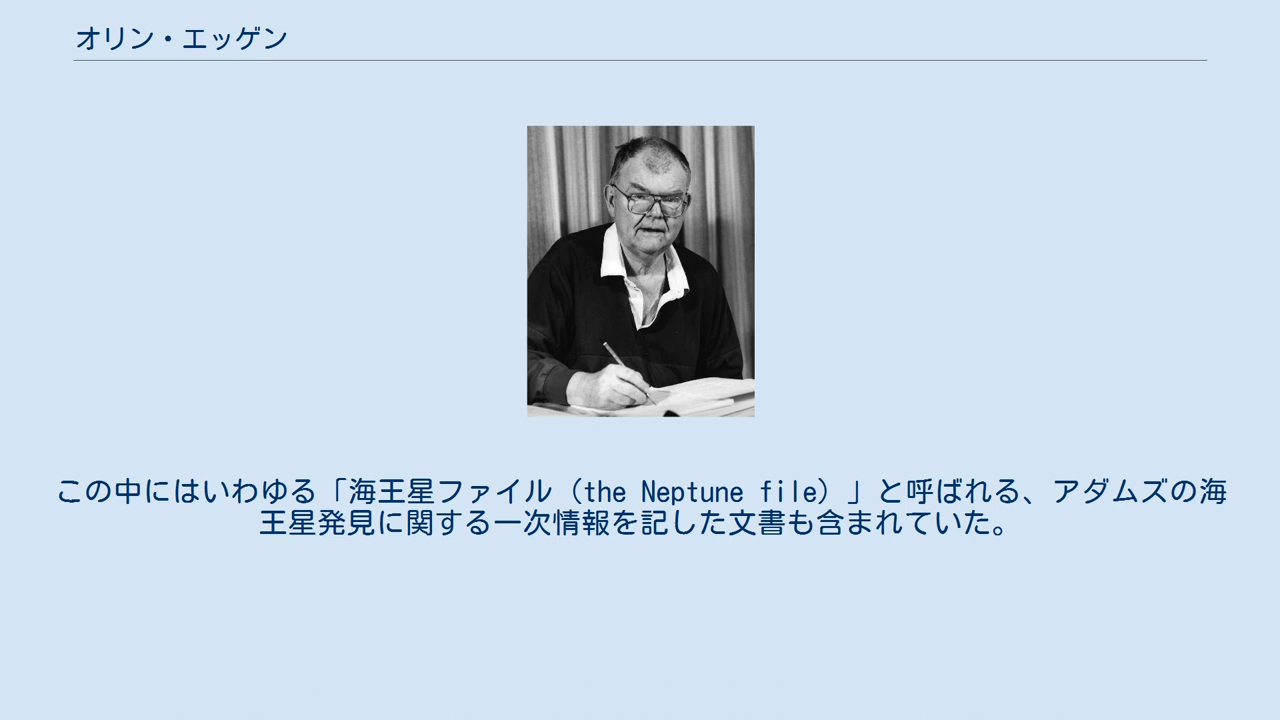 オリン・エッゲン
この中にはいわゆる「海王星ファイル（the Neptune file）」と呼ばれる、アダムズの海
王星発見に関する一次情報を記した文書も含まれていた。